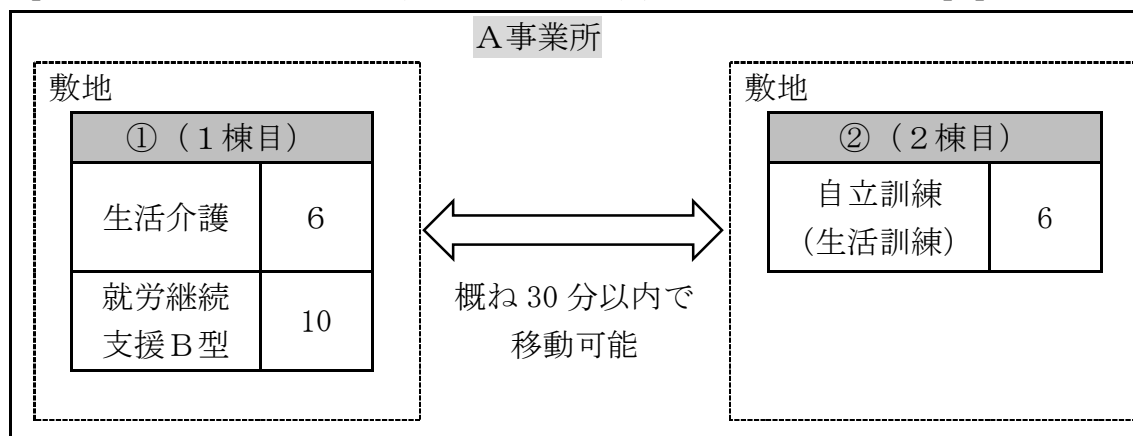 A事業所
敷地
①(1棟目)
生活介護 6
就労継続
支援B型 10
概ね 30 分以内で
移動可能
敷地
②(2棟目)
自立訓練
(生活訓練) 6